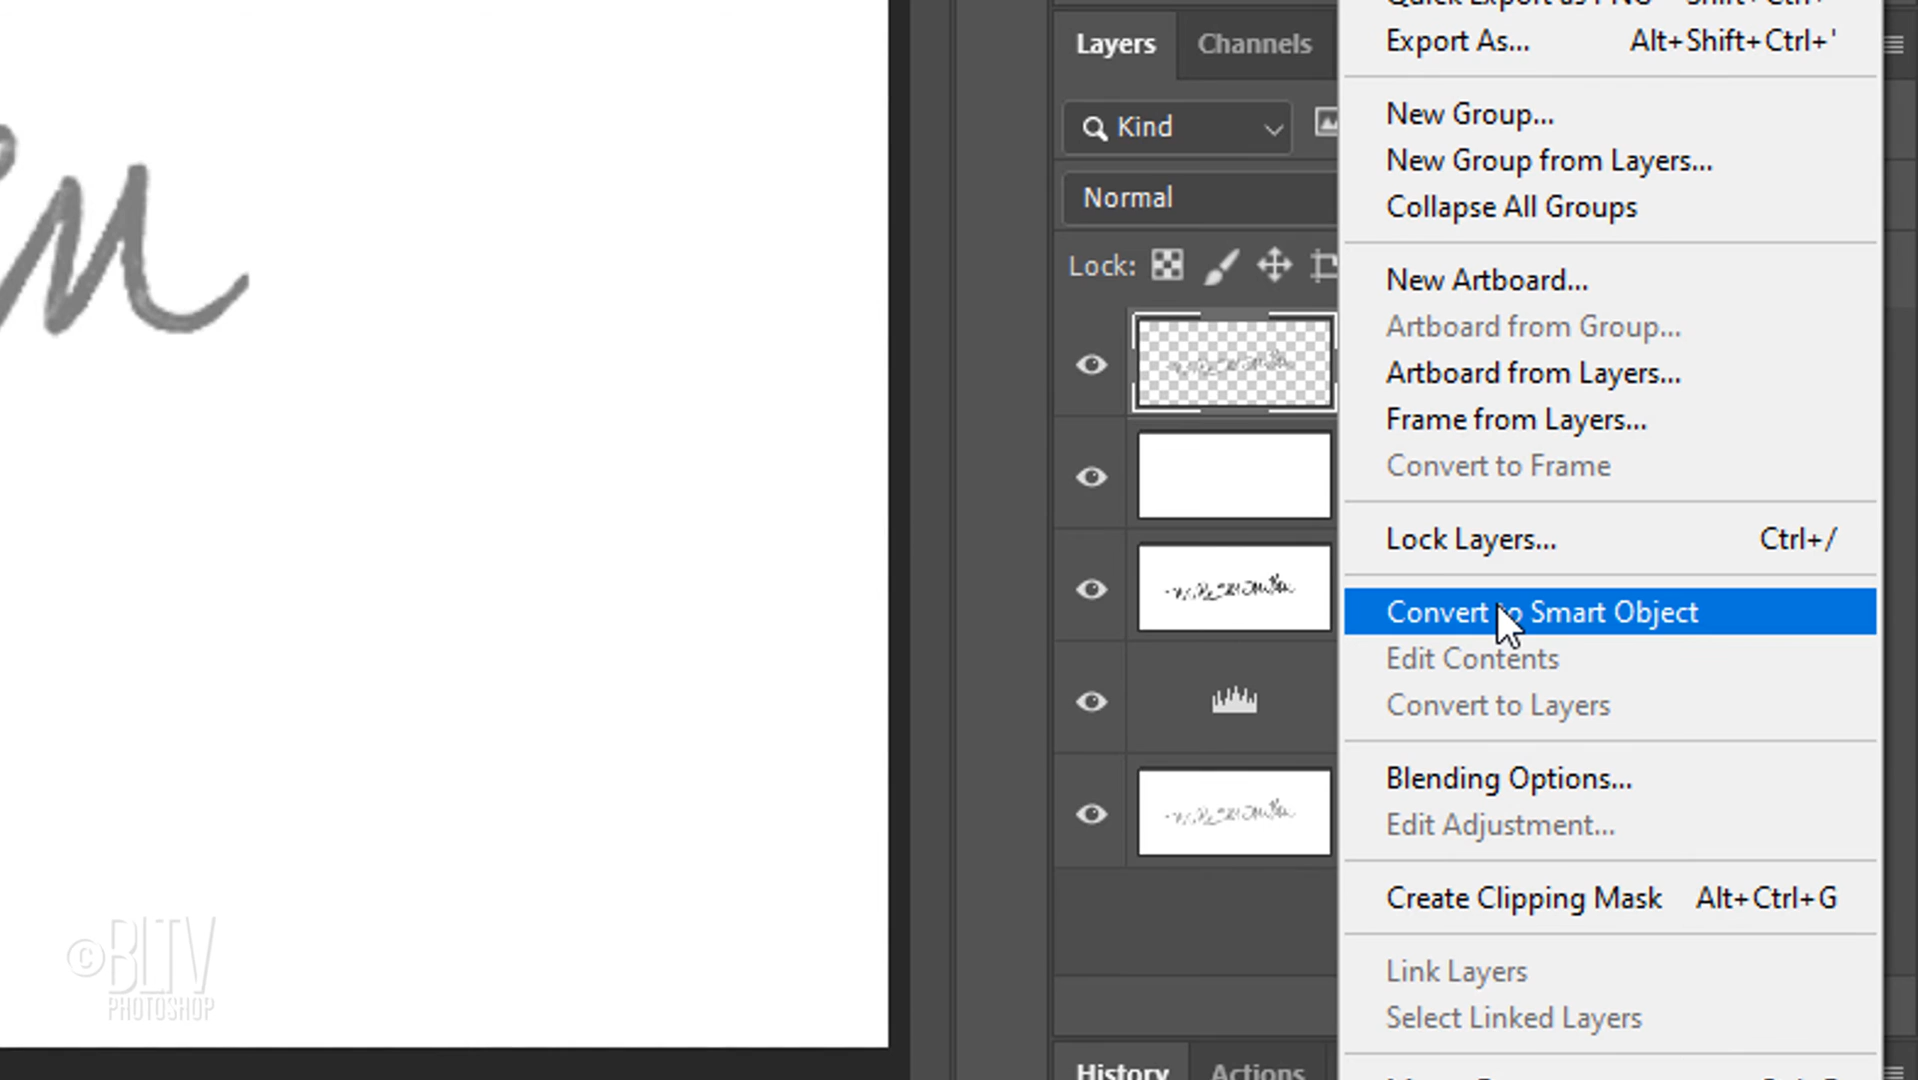 Export As... Alt+Shift+Ctrl+'
Layers Channels
Kind
New Group...
New Group from Layers...
Normal
Collapse All Groups
Lock:
New Artboard...
Artboard from Group...
Artboard from Layers...
Frame from Layers...
Convert to Frame
Lock Layers... Ctrl+/
Convert to Smart Object
Edit Contents
Convert to Layers
Blending Options...
Edit Adjustment...
Create Clipping Mask Alt+Ctrl+G
Link Layers
Select Linked Layers
©BLTV
PHOTOSHOP
History Actions